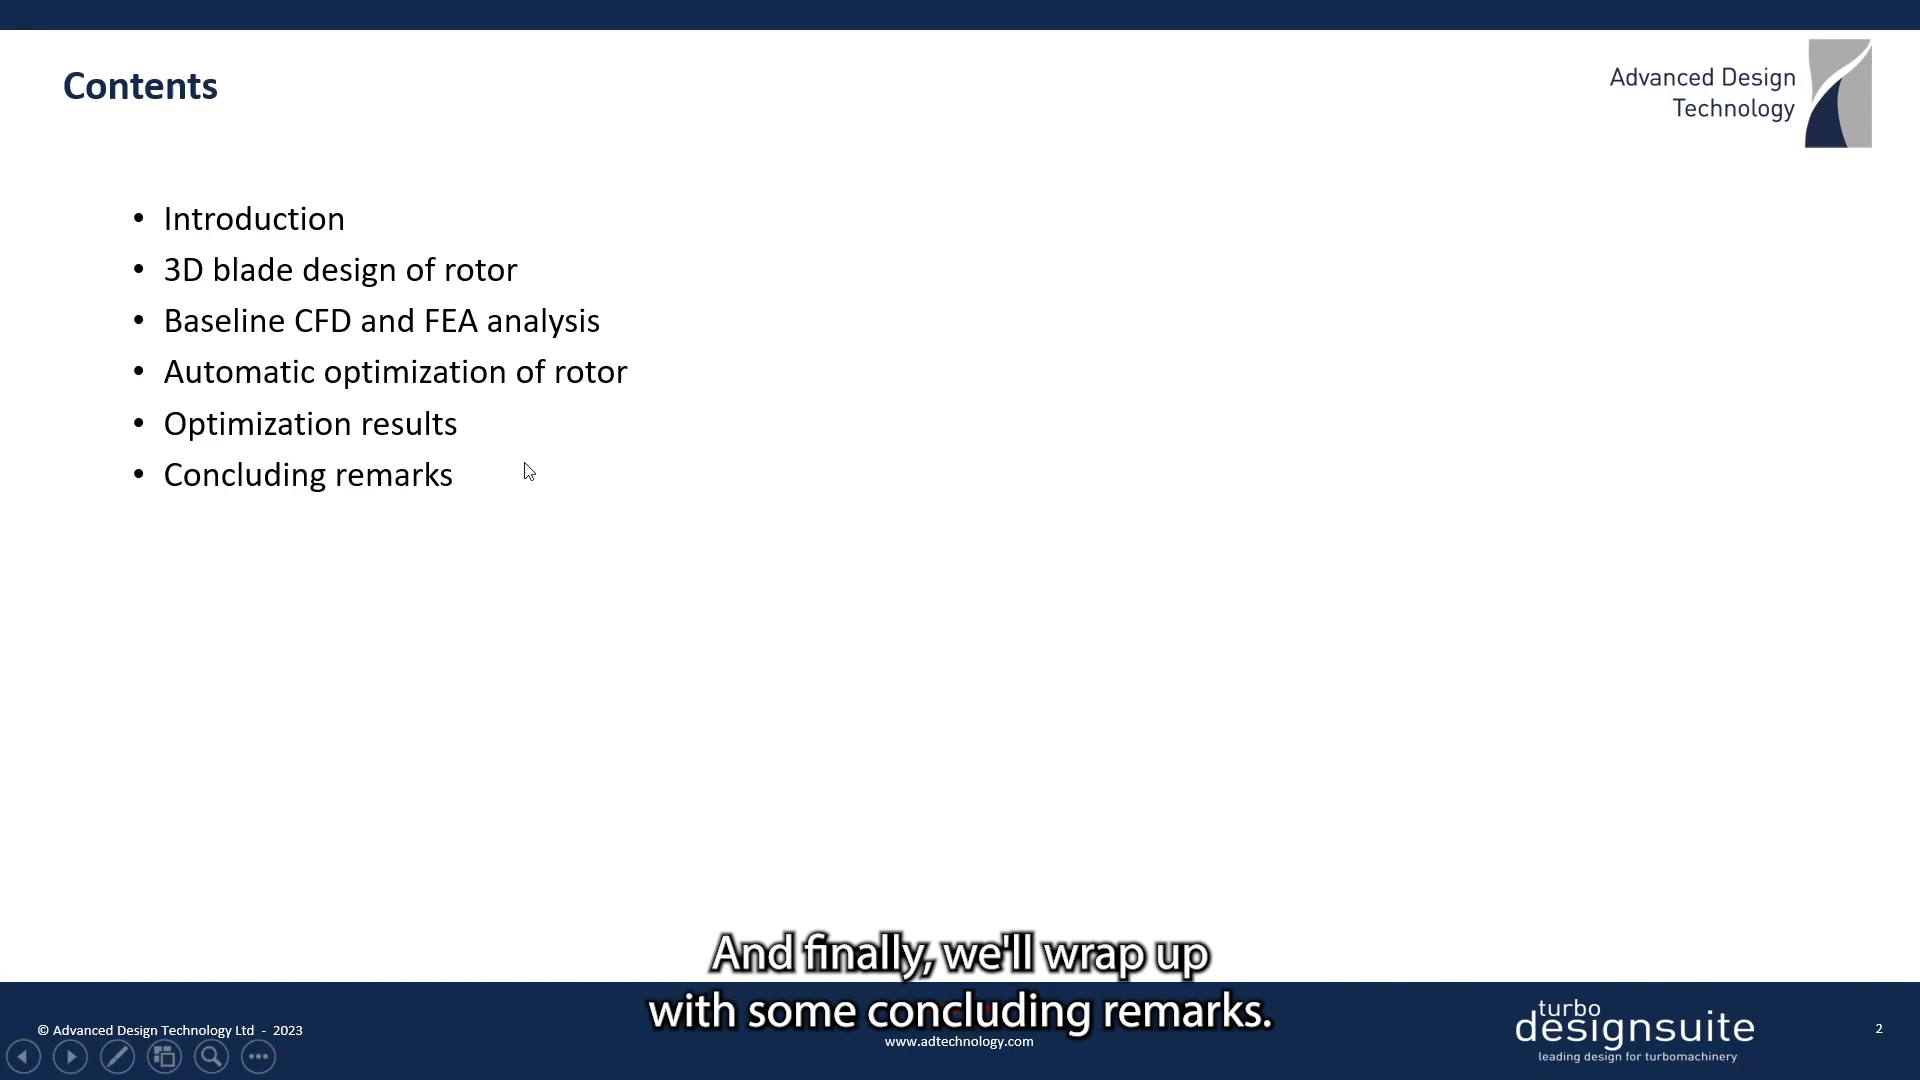 Contents
Advanced Design
Technology
• Introduction
• 3D blade design of rotor
• Baseline CFD and FEA analysis
• Automatic optimization of rotor
• Optimization results
• Concluding remarks
And finally, we'll wrap up
with some concluding remarks.
© Advanced Design Technology Ltd - 2023
www.adtechnology.com
turbo
designsuite
leading design for turbomachinery
2